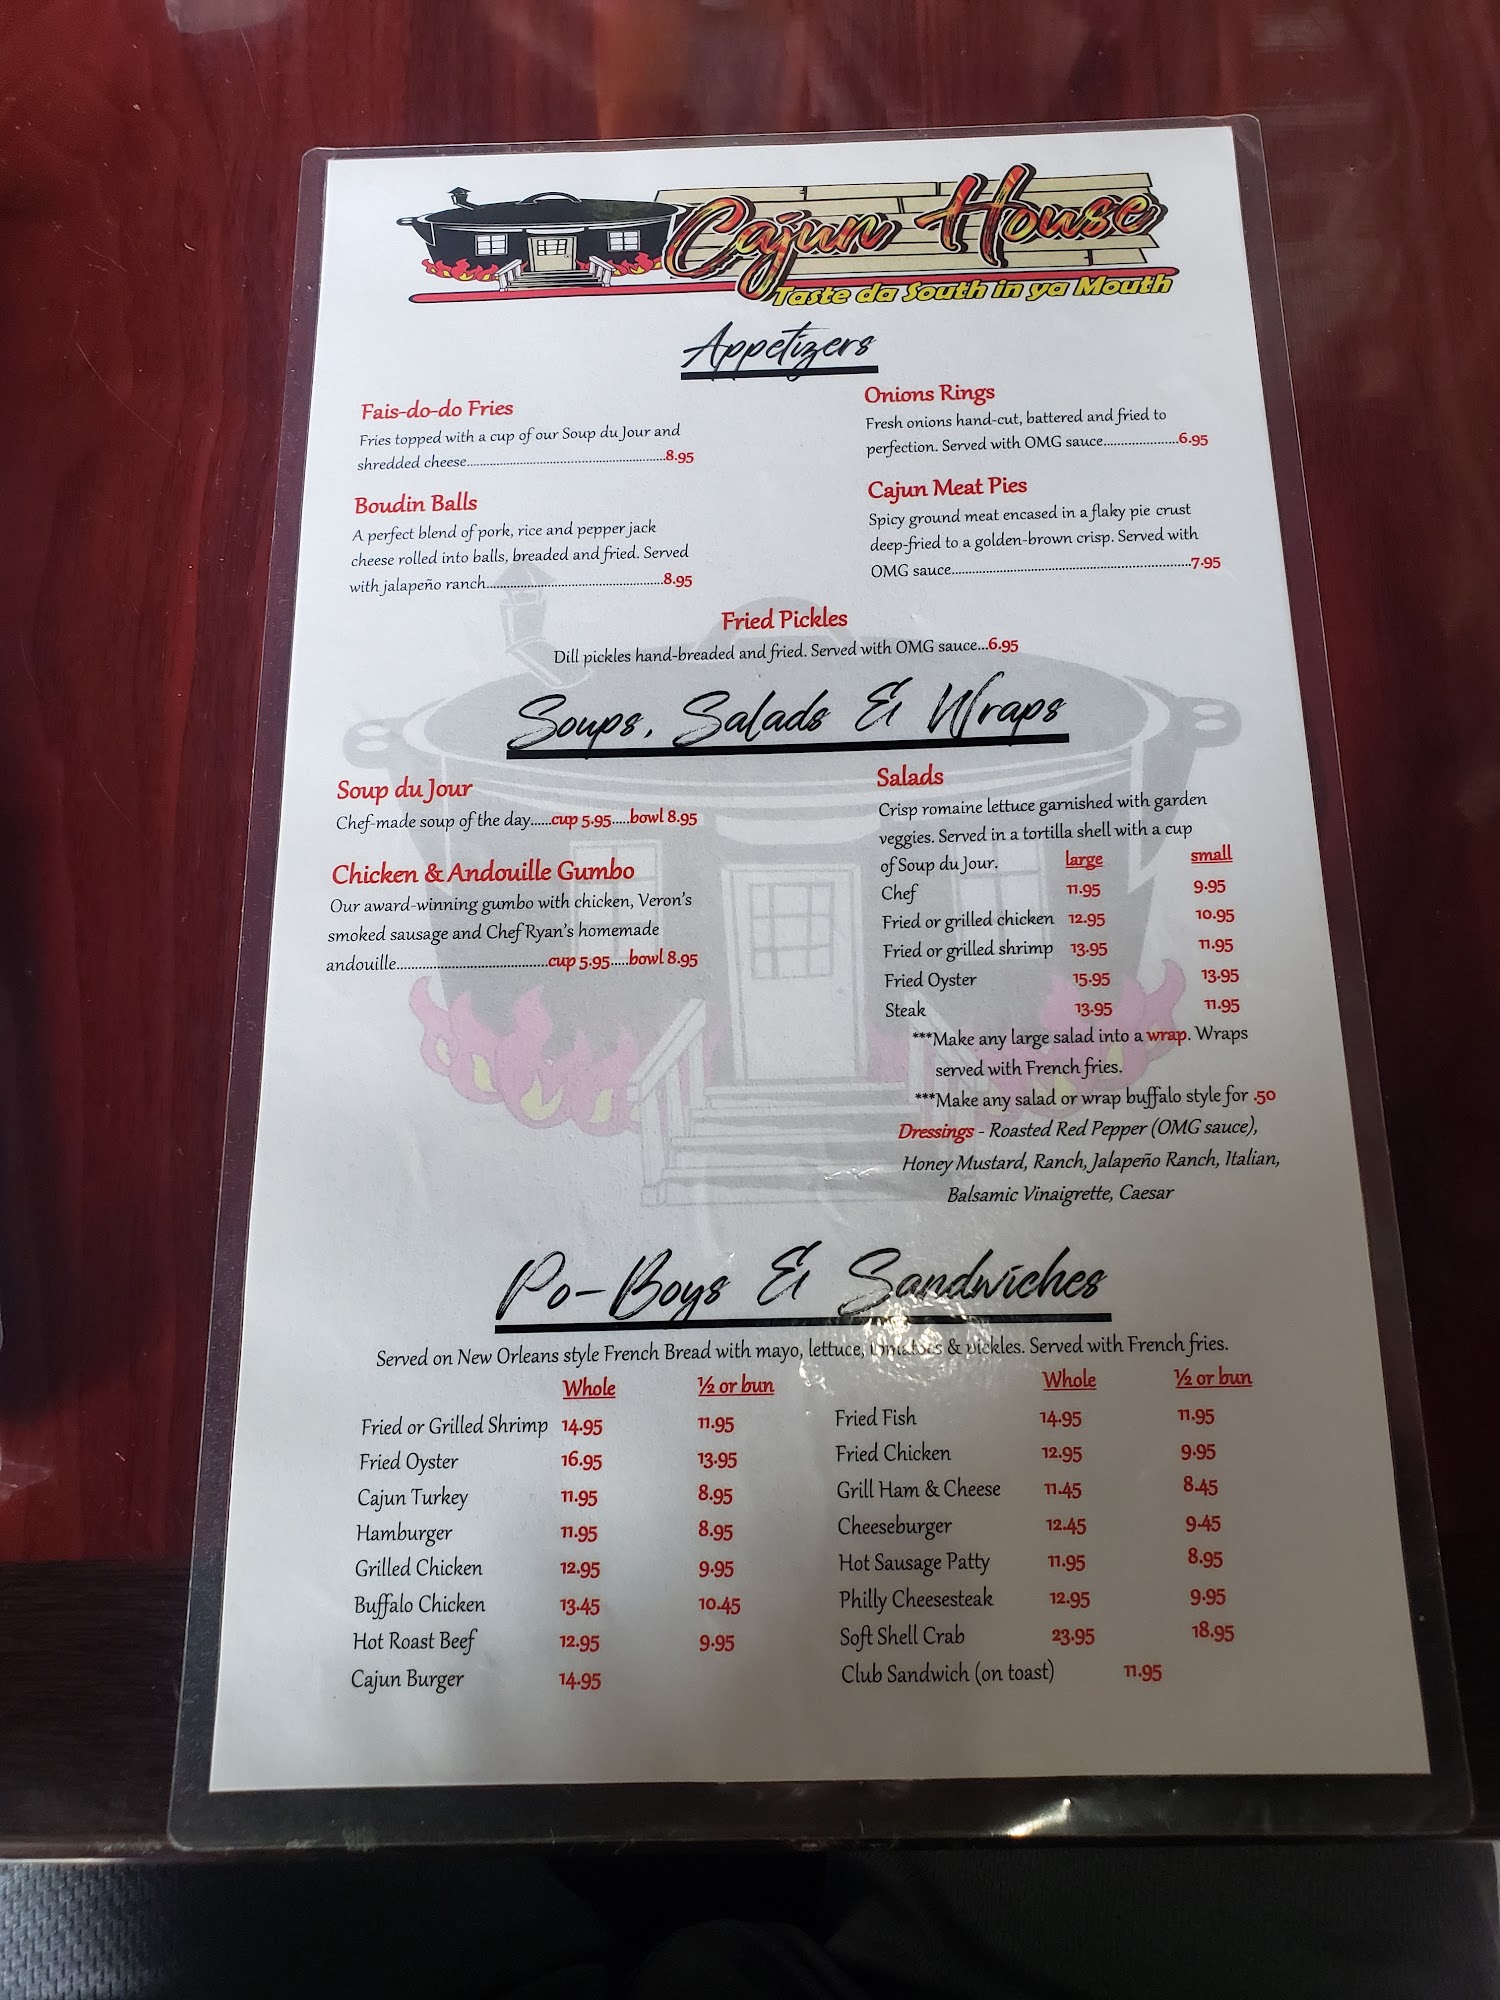 Cajun House
Taste da South in ya Mouth
Appetizers
Fais-do-do Fries
Fries topped with a cup of our Soup du Jour and
shredded cheese..........8.95
Boudin Balls
A perfect blend of pork, rice and pepper jack
cheese rolled into balls, breaded and fried. Served
with jalapeño ranch..........8.95
Onions Rings
Fresh onions hand-cut, battered and fried to
perfection. Served with OMG sauce..........6.95
Cajun Meat Pies
Spicy ground meat encased in a flaky pie crust
deep-fried to a golden-brown crisp. Served with
OMG sauce..........7.95
Fried Pickles
Dill pickles hand-breaded and fried. Served with OMG sauce...6.95
Soups, Salads & Wraps
Soup du Jour
Chef-made soup of the day......cup 5.95.....bowl 8.95
Chicken & Andouille Gumbo
Our award-winning gumbo with chicken, Veron's
smoked sausage and Chef Ryan's homemade
andouille..........cup 5.95.....bowl 8.95
Salads
Crisp romaine lettuce garnished with garden
veggies. Served in a tortilla shell with a cup
of Soup du Jour. large small
Chef 11.95 9.95
Fried or grilled chicken 12.95 10.95
Fried or grilled shrimp 13.95 11.95
Fried Oyster 15.95 13.95
Steak 13.95 11.95
***Make any large salad into a wrap. Wraps
served with French fries.
***Make any salad or wrap buffalo style for .50
Dressings - Roasted Red Pepper (OMG sauce),
Honey Mustard, Ranch, Jalapeño Ranch, Italian,
Balsamic Vinaigrette, Caesar
Po-Boys & Sandwiches
Served on New Orleans style French Bread with mayo, lettuce, tomatoes & pickles. Served with French fries.
Whole ½ or bun
Fried or Grilled Shrimp 14.95 11.95
Fried Oyster 16.95 13.95
Cajun Turkey 11.95 8.95
Hamburger 11.95 8.95
Grilled Chicken 12.95 9.95
Buffalo Chicken 13.45 10.45
Hot Roast Beef 12.95 9.95
Cajun Burger 14.95
Whole ½ or bun
Fried Fish 14.95 11.95
Fried Chicken 12.95 9.95
Grill Ham & Cheese 11.45 8.45
Cheeseburger 12.45 9.45
Hot Sausage Patty 11.95 8.95
Philly Cheesesteak 12.95 9.95
Soft Shell Crab 23.95 18.95
Club Sandwich (on toast) 11.95